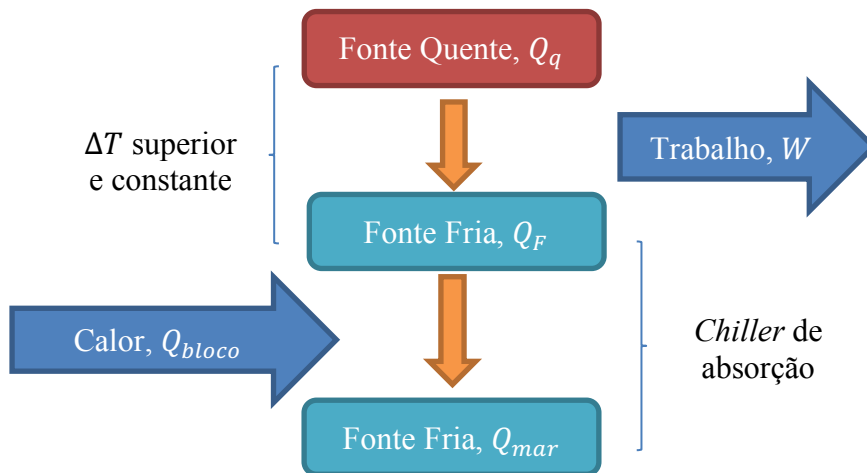 Fonte Quente, Q_q
ΔT superior
e constante
Trabalho, W
Fonte Fria, Q_F
Calor, Q_bloco
Chiller de
absorção
Fonte Fria, Q_mar